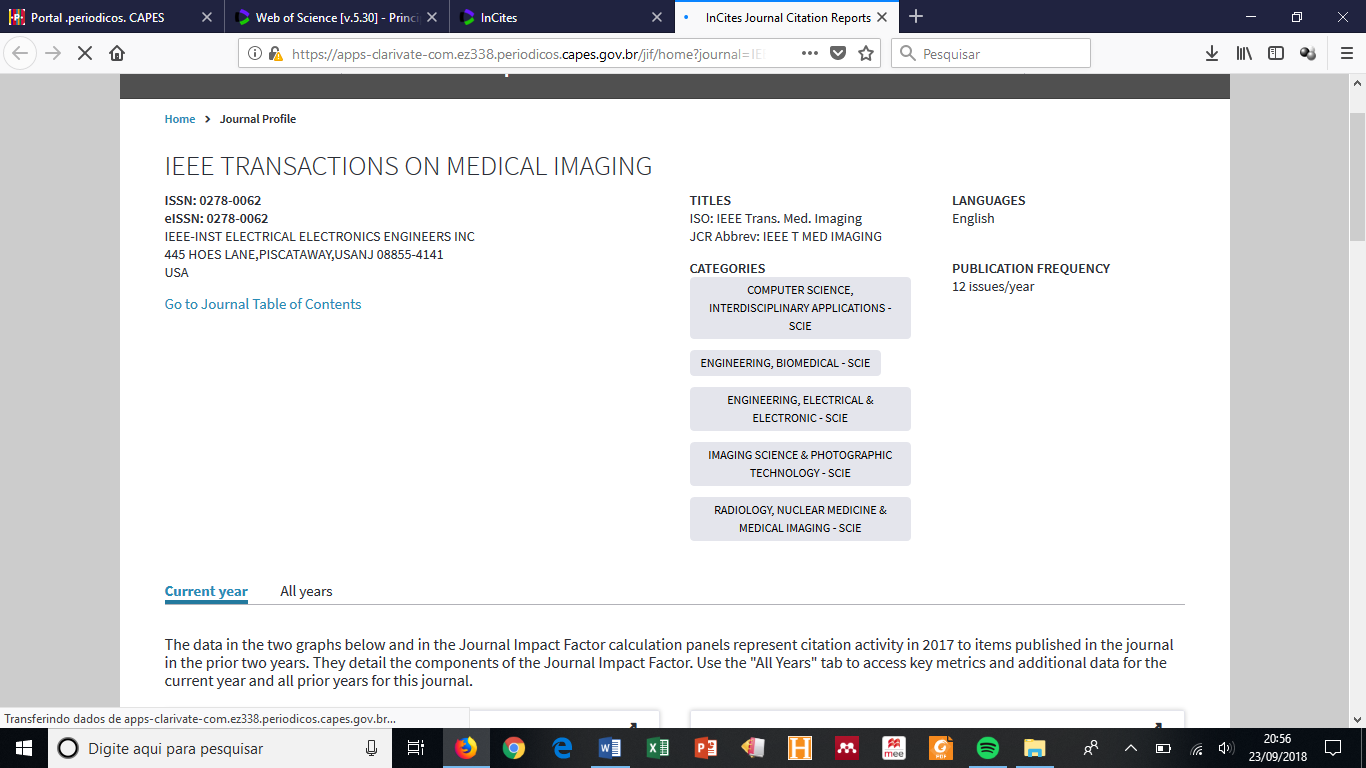 Portal .periodicos. CAPES
Web of Science [v.5.30] - Princi
InCites
InCites Journal Citation Reports
https://apps-clarivate-com.ez338.periodicos.capes.gov.br/jif/home?journal=IE
Pesquisar
Home > Journal Profile
IEEE TRANSACTIONS ON MEDICAL IMAGING
ISSN: 0278-0062
eISSN: 0278-0062
IEEE-INST ELECTRICAL ELECTRONICS ENGINEERS INC
445 HOES LANE,PISCATAWAY,USANJ 08855-4141
USA
Go to Journal Table of Contents
TITLES
ISO: IEEE Trans. Med. Imaging
JCR Abbrev: IEEE T MED IMAGING
CATEGORIES
COMPUTER SCIENCE,
INTERDISCIPLINARY APPLICATIONS -
SCIE
ENGINEERING, BIOMEDICAL - SCIE
ENGINEERING, ELECTRICAL &
ELECTRONIC - SCIE
IMAGING SCIENCE & PHOTOGRAPHIC
TECHNOLOGY - SCIE
RADIOLOGY, NUCLEAR MEDICINE &
MEDICAL IMAGING - SCIE
LANGUAGES
English
PUBLICATION FREQUENCY
12 issues/year
Current year
All years
The data in the two graphs below and in the Journal Impact Factor calculation panels represent citation activity in 2017 to items published in the journal
in the prior two years. They detail the components of the Journal Impact Factor. Use the "All Years" tab to access key metrics and additional data for the
current year and all prior years for this journal.
Transferindo dados de apps-clarivate-com.ez338.periodicos.capes.gov.br...
Digite aqui para pesquisar
mee
PDF
20:56
23/09/2018